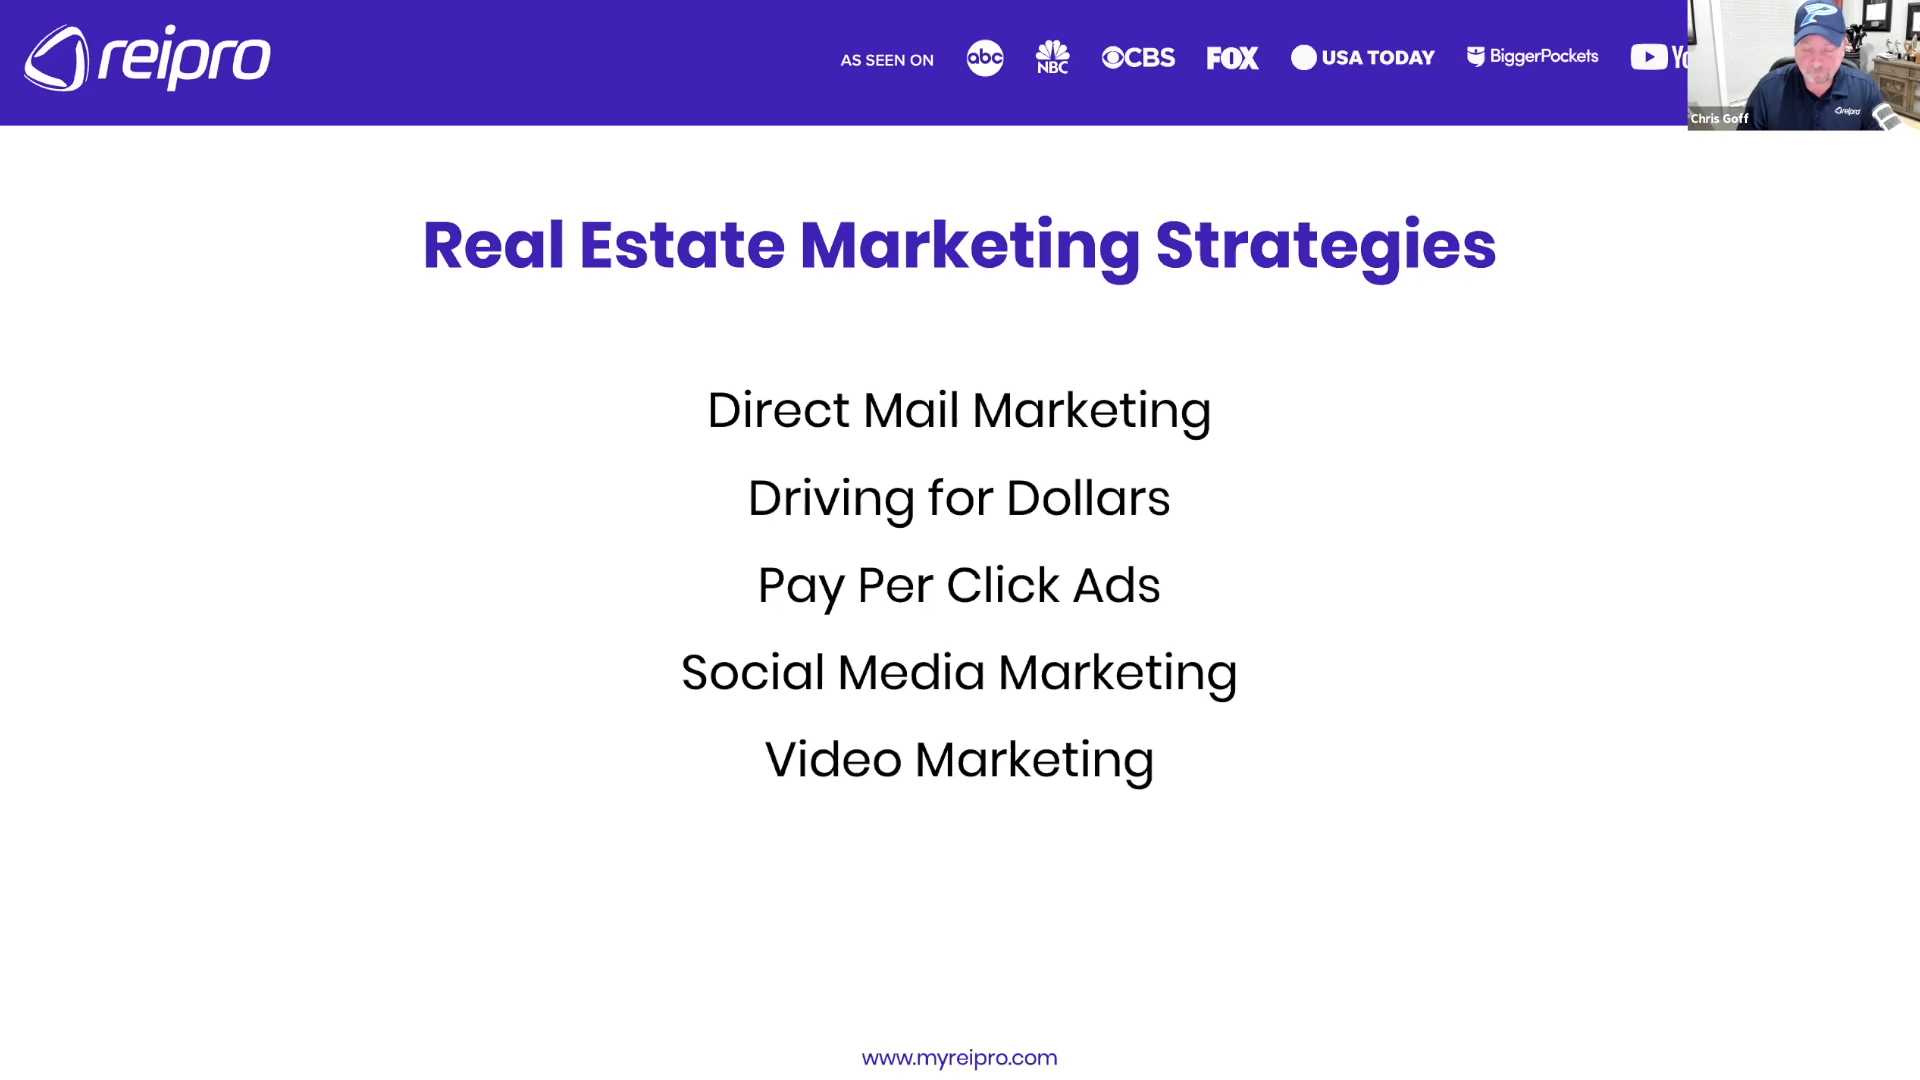 reipro
AS SEEN ON abc NBC CBS FOX USA TODAY BiggerPockets
Chris Goff
reipro
Real Estate Marketing Strategies
Direct Mail Marketing
Driving for Dollars
Pay Per Click Ads
Social Media Marketing
Video Marketing
www.myreipro.com